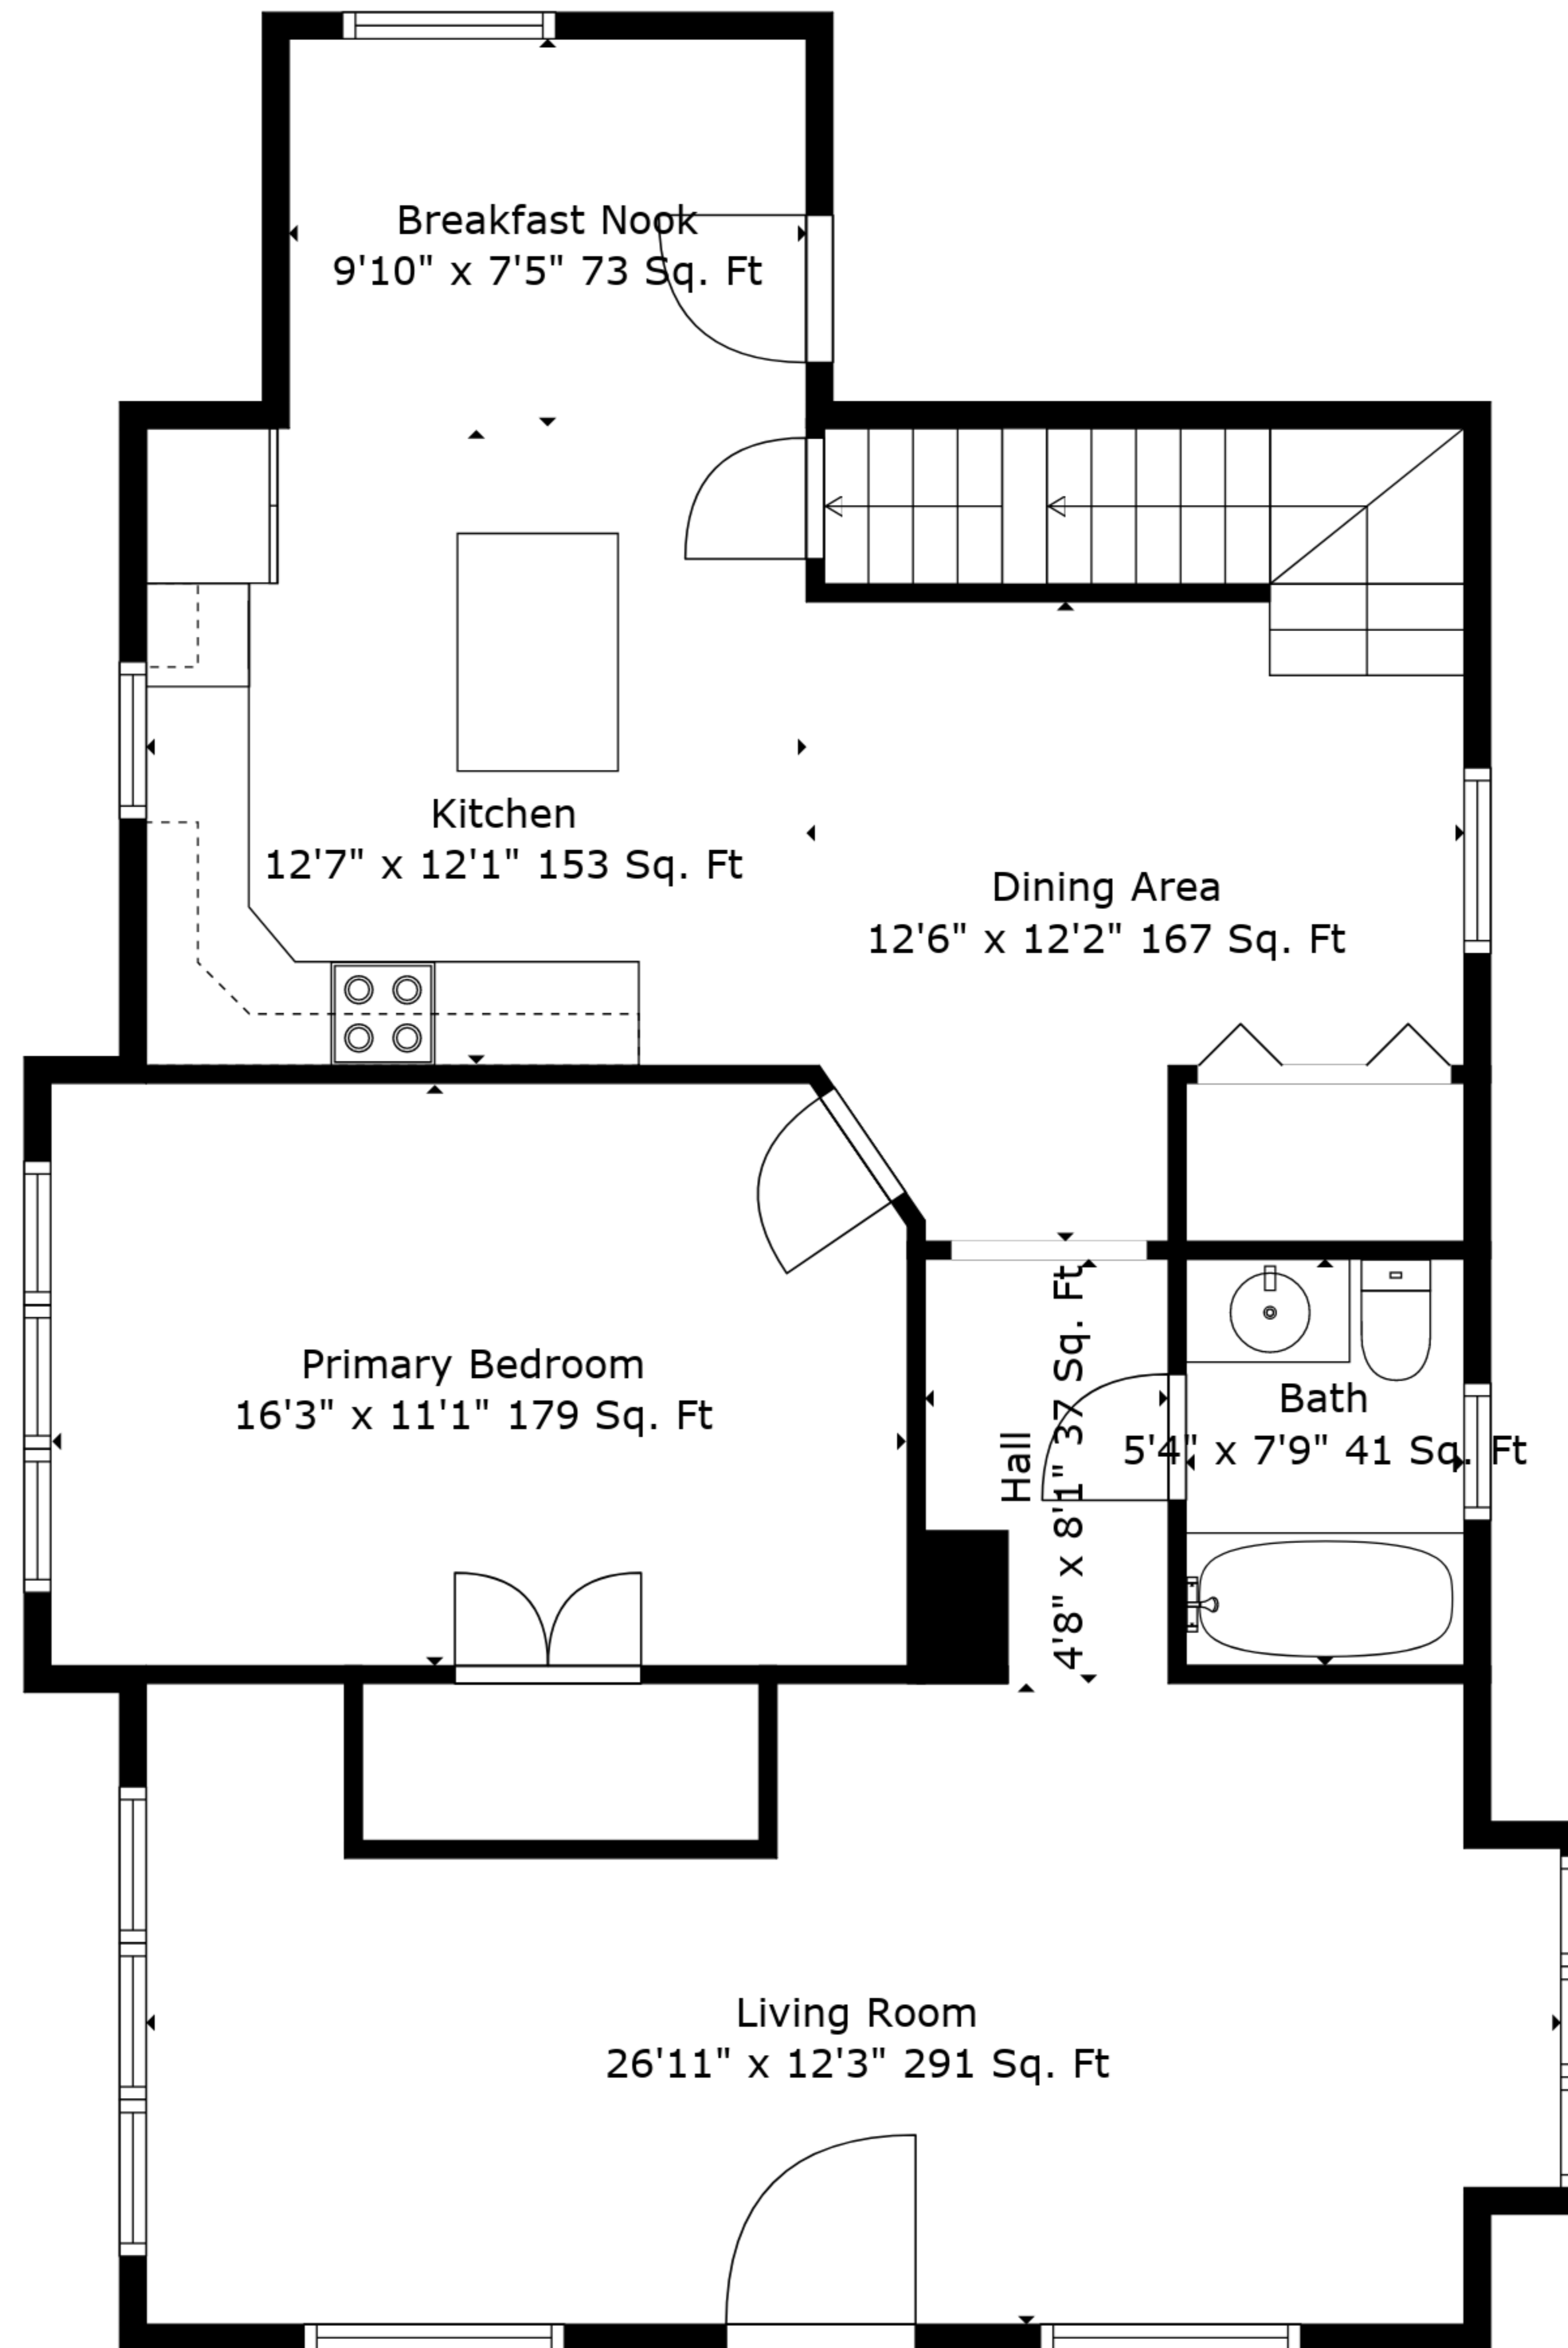 Breakfast Nook
9'10" x 7'5" 73 Sq. Ft
Kitchen
12'7" x 12'1" 153 Sq. Ft
Dining Area
12'6" x 12'2" 167 Sq. Ft
Primary Bedroom
16'3" x 11'1" 179 Sq. Ft
Hall
4'8" x 8'1" 37 Sq. Ft
Bath
5'4" x 7'9" 41 Sq. Ft
Living Room
26'11" x 12'3" 291 Sq. Ft